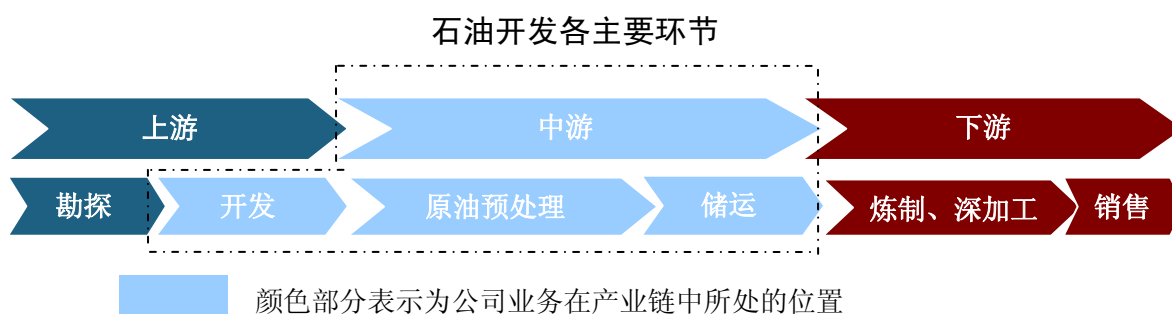 石油开发各主要环节
上游 中游 下游
勘探 开发 原油预处理 储运 炼制、深加工 销售
颜色部分表示为公司业务在产业链中所处的位置